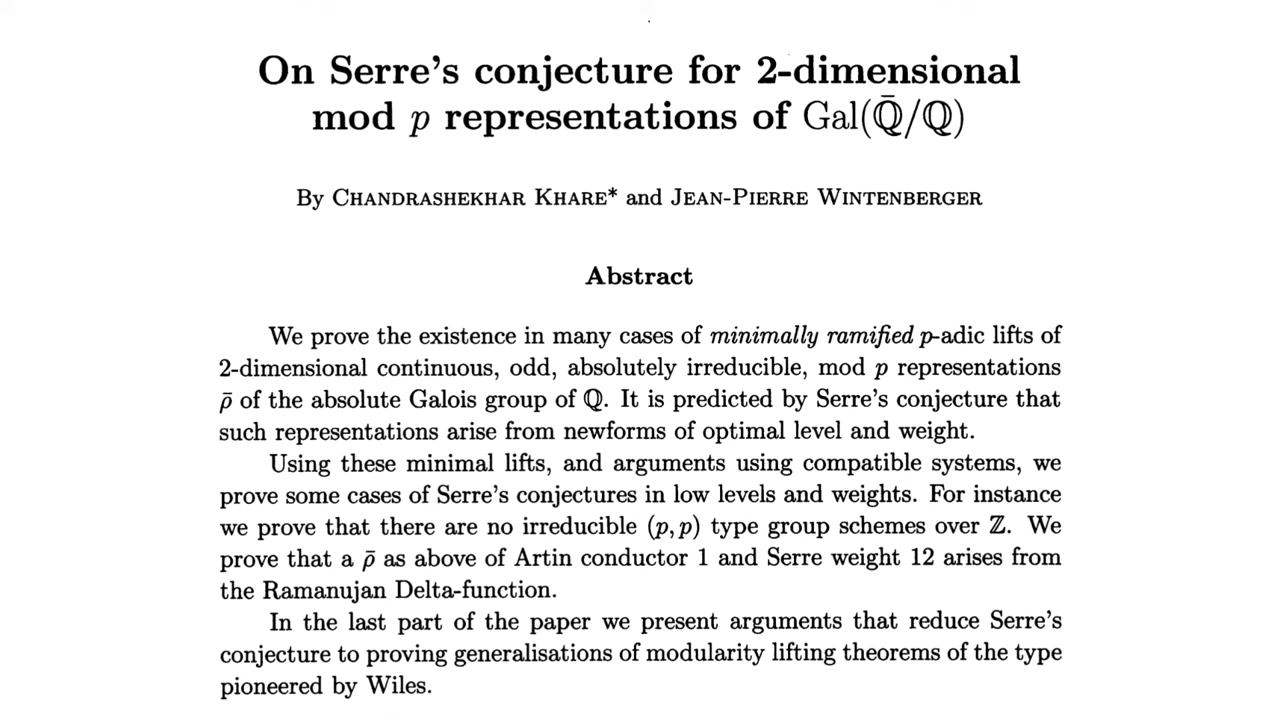 On Serre's conjecture for 2-dimensional
mod p representations of Gal(ℚ̄/ℚ)
By CHANDRASHEKHAR KHARE* and JEAN-PIERRE WINTENBERGER
Abstract
We prove the existence in many cases of minimally ramified p-adic lifts of
2-dimensional continuous, odd, absolutely irreducible, mod p representations
ρ̄ of the absolute Galois group of ℚ. It is predicted by Serre's conjecture that
such representations arise from newforms of optimal level and weight.
Using these minimal lifts, and arguments using compatible systems, we
prove some cases of Serre's conjectures in low levels and weights. For instance
we prove that there are no irreducible (p, p) type group schemes over ℤ. We
prove that a ρ̄ as above of Artin conductor 1 and Serre weight 12 arises from
the Ramanujan Delta-function.
In the last part of the paper we present arguments that reduce Serre's
conjecture to proving generalisations of modularity lifting theorems of the type
pioneered by Wiles.